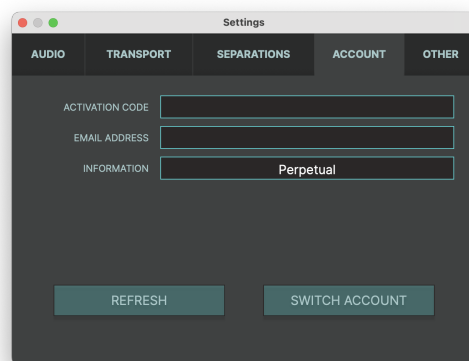 Settings
AUDIO TRANSPORT SEPARATIONS ACCOUNT OTHER
ACTIVATION CODE
EMAIL ADDRESS
INFORMATION Perpetual
REFRESH SWITCH ACCOUNT